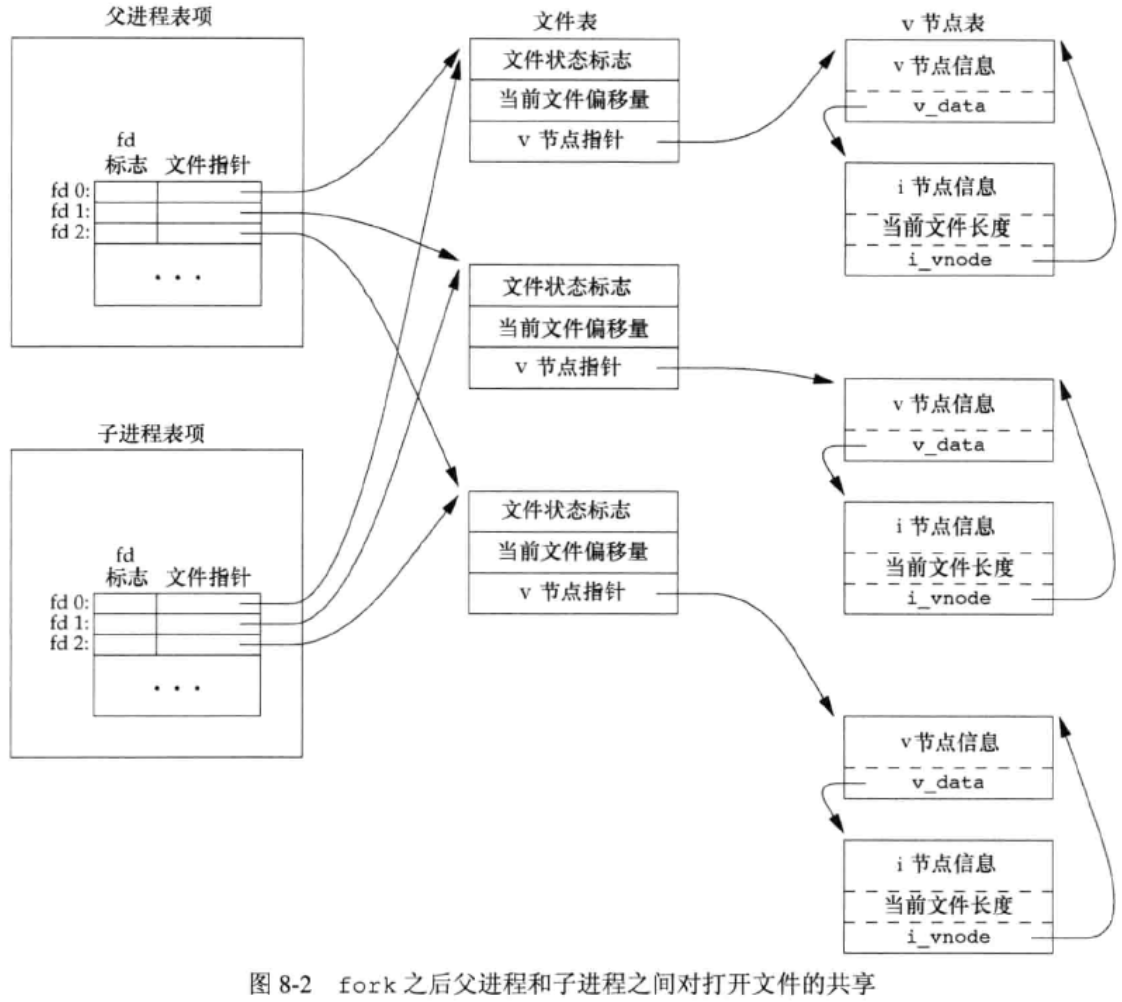 父进程表项
fd
标志 文件指针
fd 0:
fd 1:
fd 2:
...
子进程表项
fd
标志 文件指针
fd 0:
fd 1:
fd 2:
...
文件表
文件状态标志
当前文件偏移量
v 节点指针
文件状态标志
当前文件偏移量
v 节点指针
文件状态标志
当前文件偏移量
v 节点指针
v 节点表
v 节点信息
v_data
i 节点信息
当前文件长度
i_vnode
v 节点信息
v_data
i 节点信息
当前文件长度
i_vnode
v节点信息
v_data
i 节点信息
当前文件长度
i_vnode
图 8-2 fork 之后父进程和子进程之间对打开文件的共享